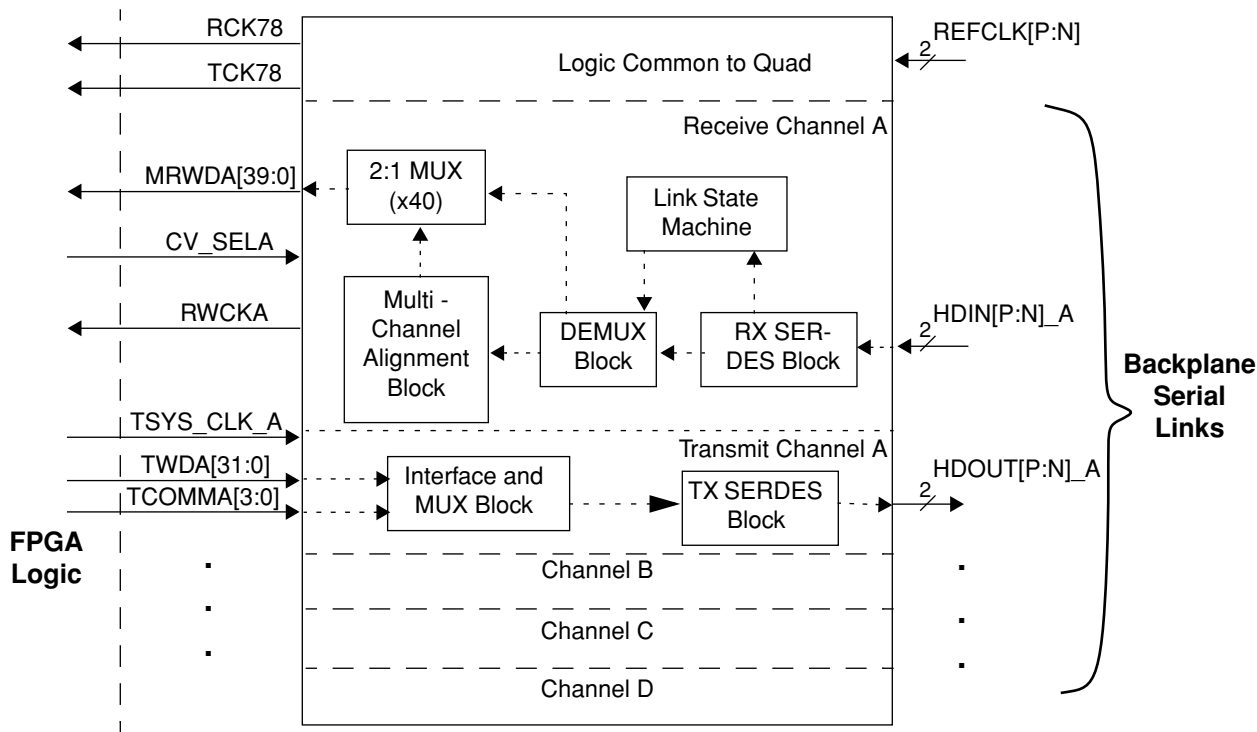 RCK78
TCK78
Logic Common to Quad
2
REFCLK[P:N]
Receive Channel A
MRWDA[39:0]
2:1 MUX
(x40)
Link State
Machine
CV_SELA
RWCKA
Multi -
Channel
Alignment
Block
DEMUX
Block
RX SER-
DES Block
2
HDIN[P:N]_A
Backplane
Serial
Links
TSYS_CLK_A
Transmit Channel A
TWDA[31:0]
TCOMMA[3:0]
Interface and
MUX Block
TX SERDES
Block
2
HDOUT[P:N]_A
FPGA
Logic
Channel B
Channel C
Channel D